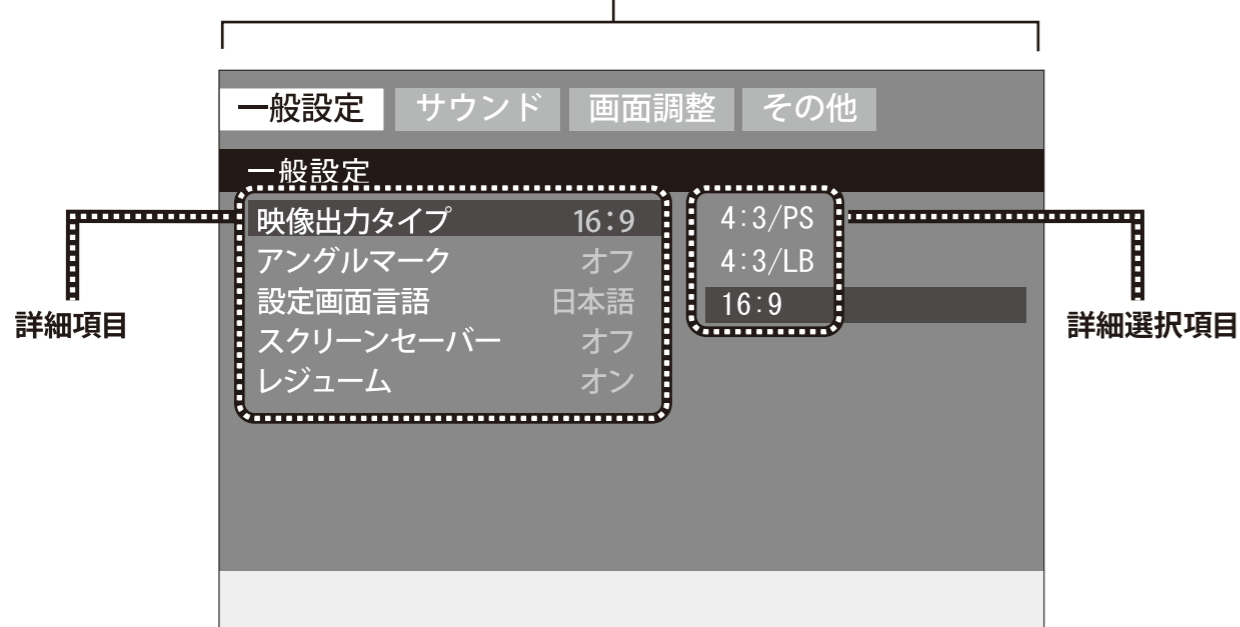 一般設定 サウンド 画面調整 その他
一般設定
映像出力タイプ 16:9 4:3/PS
アングルマーク オフ 4:3/LB
設定画面言語 日本語 16:9
スクリーンセーバー オフ
レジューム オン
詳細項目
詳細選択項目